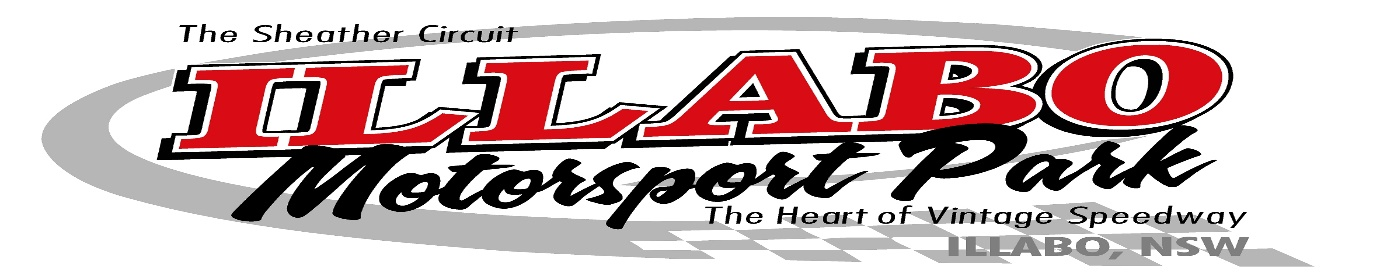 The Sheather Circuit
ILLABO
Motorsport Park
The Heart of Vintage Speedway
ILLABO, NSW